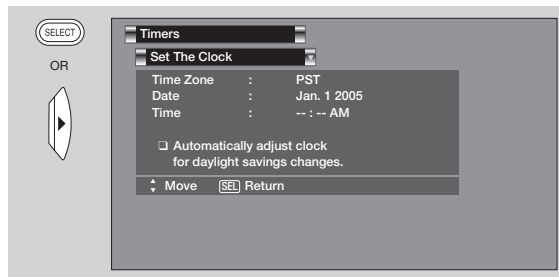 SELECT
OR
Timers
Set The Clock
Time Zone : PST
Date : Jan. 1 2005
Time : -- : -- AM
❏ Automatically adjust clock
for daylight savings changes.
Move SEL Return